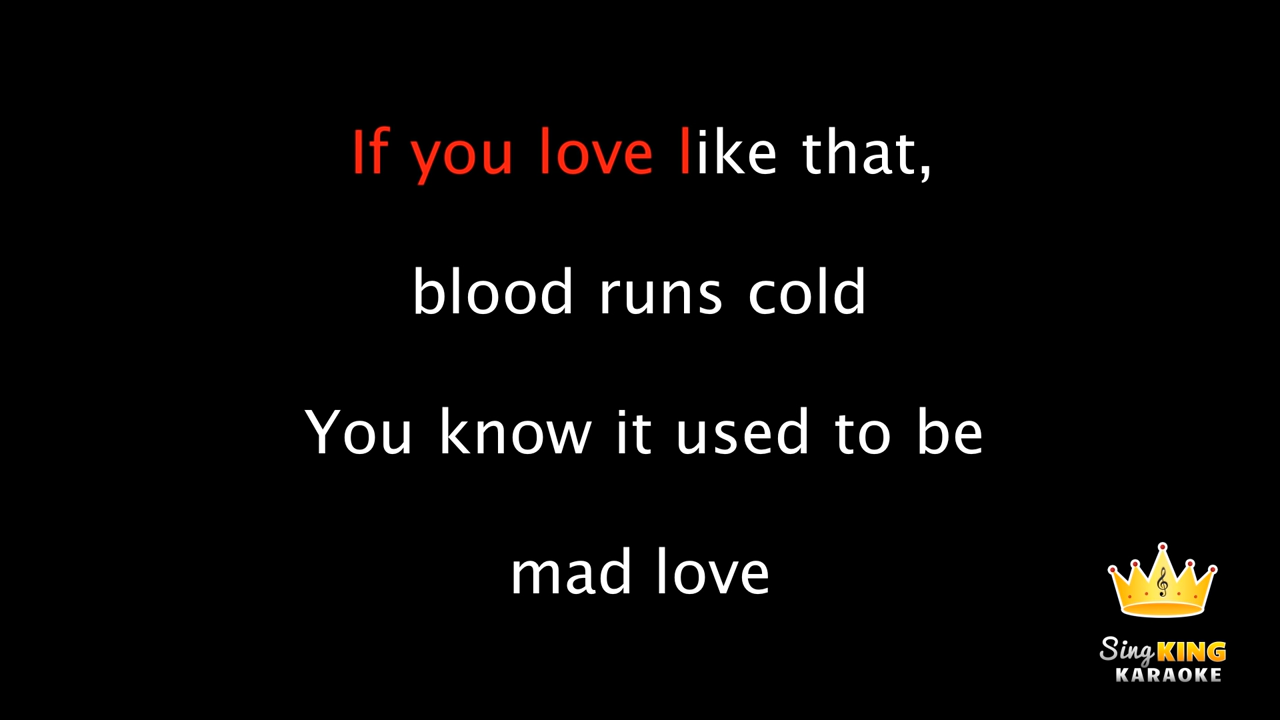 If you love like that,
blood runs cold
You know it used to be
mad love
Sing KING
KARAOKE